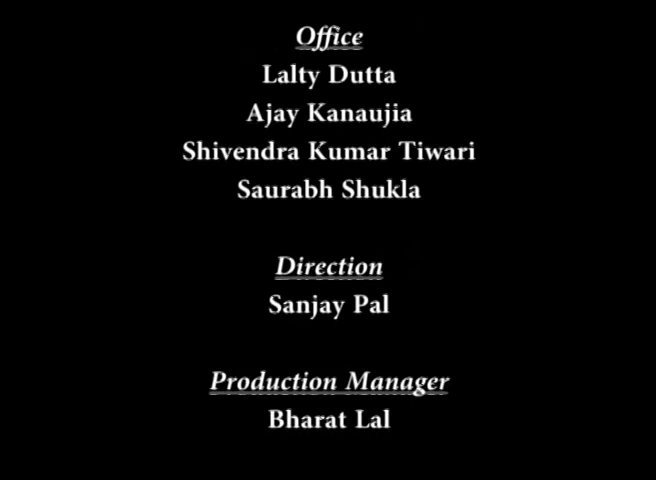 Office
Lalty Dutta
Ajay Kanaujia
Shivendra Kumar Tiwari
Saurabh Shukla
Direction
Sanjay Pal
Production Manager
Bharat Lal